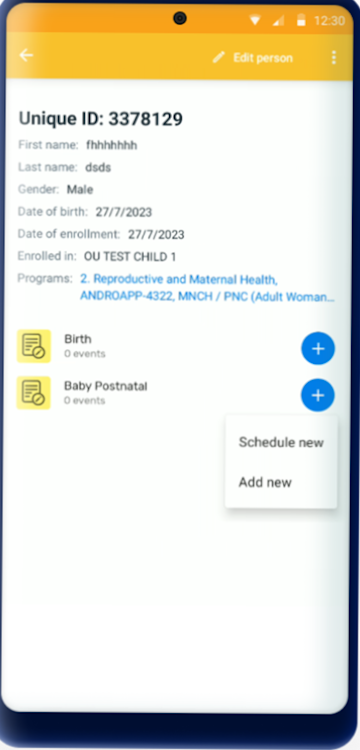 12:30
Edit person
Unique ID: 3378129
First name: fhhhhhhh
Last name: dsds
Gender: Male
Date of birth: 27/7/2023
Date of enrollment: 27/7/2023
Enrolled in: OU TEST CHILD 1
Programs: 2. Reproductive and Maternal Health,
ANDROAPP-4322, MNCH / PNC (Adult Woman...
Birth
0 events
Baby Postnatal
0 events
Schedule new
Add new